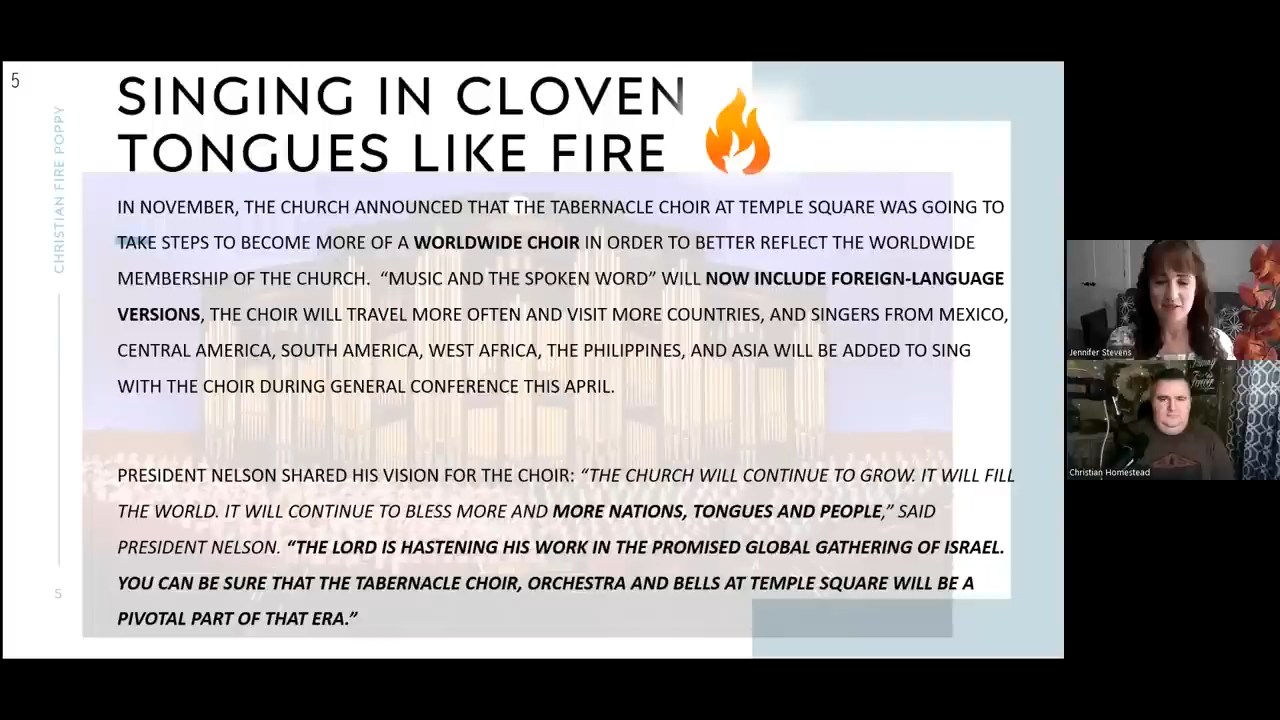 5
SINGING IN CLOVEN
TONGUES LIKE FIRE
CHRISTIAN FIRE POPPY
IN NOVEMBER, THE CHURCH ANNOUNCED THAT THE TABERNACLE CHOIR AT TEMPLE SQUARE WAS GOING TO
TAKE STEPS TO BECOME MORE OF A WORLDWIDE CHOIR IN ORDER TO BETTER REFLECT THE WORLDWIDE
MEMBERSHIP OF THE CHURCH. “MUSIC AND THE SPOKEN WORD” WILL NOW INCLUDE FOREIGN-LANGUAGE
VERSIONS, THE CHOIR WILL TRAVEL MORE OFTEN AND VISIT MORE COUNTRIES, AND SINGERS FROM MEXICO,
CENTRAL AMERICA, SOUTH AMERICA, WEST AFRICA, THE PHILIPPINES, AND ASIA WILL BE ADDED TO SING
WITH THE CHOIR DURING GENERAL CONFERENCE THIS APRIL.
PRESIDENT NELSON SHARED HIS VISION FOR THE CHOIR: “THE CHURCH WILL CONTINUE TO GROW. IT WILL FILL
THE WORLD. IT WILL CONTINUE TO BLESS MORE AND MORE NATIONS, TONGUES AND PEOPLE,” SAID
PRESIDENT NELSON. “THE LORD IS HASTENING HIS WORK IN THE PROMISED GLOBAL GATHERING OF ISRAEL.
YOU CAN BE SURE THAT THE TABERNACLE CHOIR, ORCHESTRA AND BELLS AT TEMPLE SQUARE WILL BE A
PIVOTAL PART OF THAT ERA.”
Jennifer Stevens
Christian Homestead